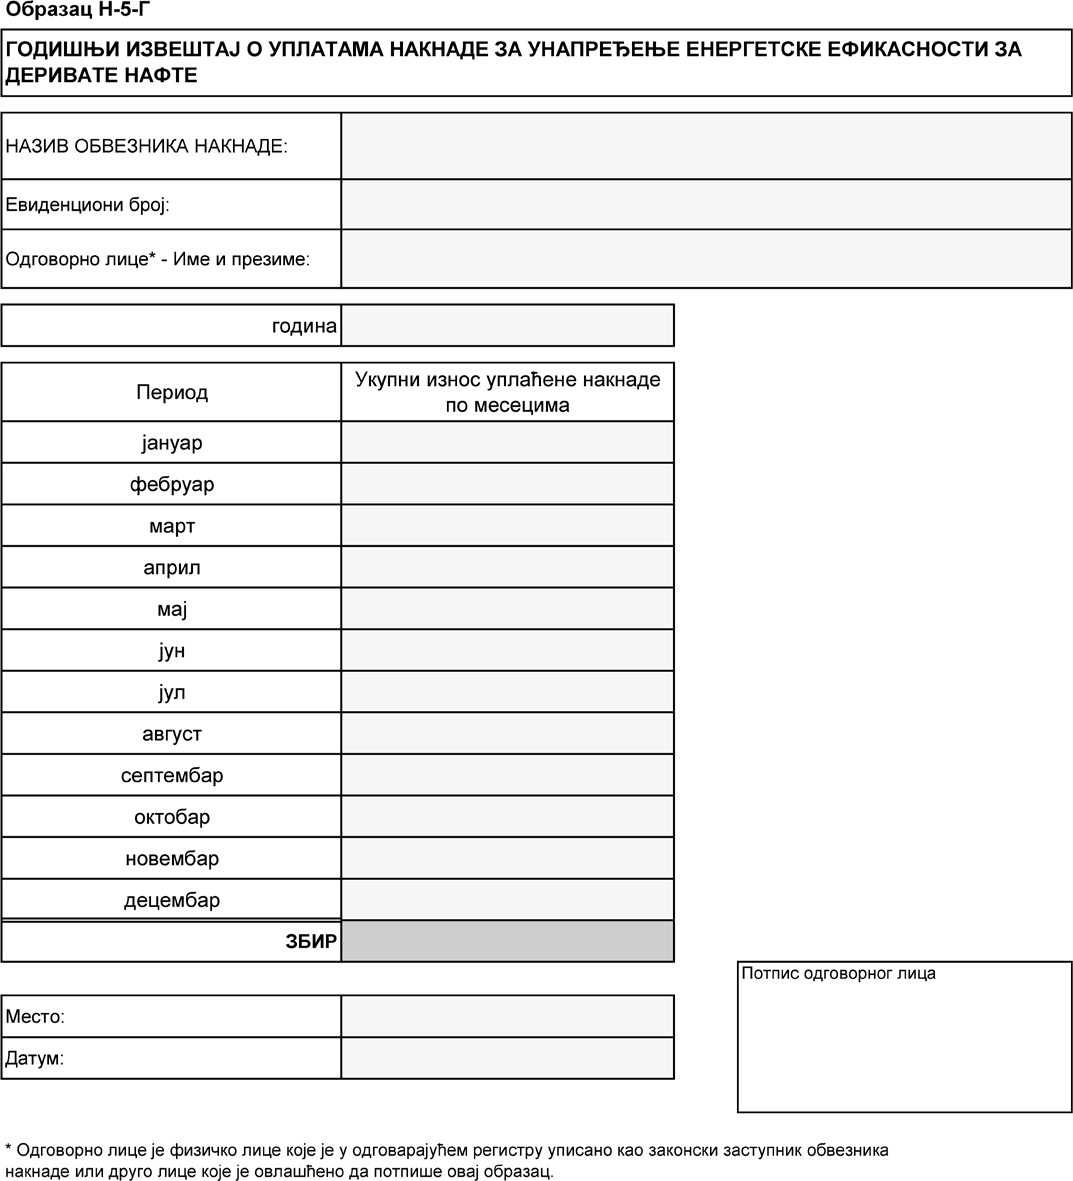 Образац Н-5-Г
ГОДИШЊИ ИЗВЕШТАЈ О УПЛАТАМА НАКНАДЕ ЗА УНАПРЕЂЕЊЕ ЕНЕРГЕТСКЕ ЕФИКАСНОСТИ ЗА
ДЕРИВАТЕ НАФТЕ
НАЗИВ ОБВЕЗНИКА НАКНАДЕ:
Евиденциони број:
Одговорно лице* - Име и презиме:
година
Период
Укупни износ уплаћене накнаде
по месецима
јануар
фебруар
март
април
мај
јун
јул
август
септембар
октобар
новембар
децембар
ЗБИР
Потпис одговорног лица
Место:
Датум:
* Одговорно лице је физичко лице које је у одговарајућем регистру уписано као законски заступник обвезника
накнаде или друго лице које је овлашћено да потпише овај образац.